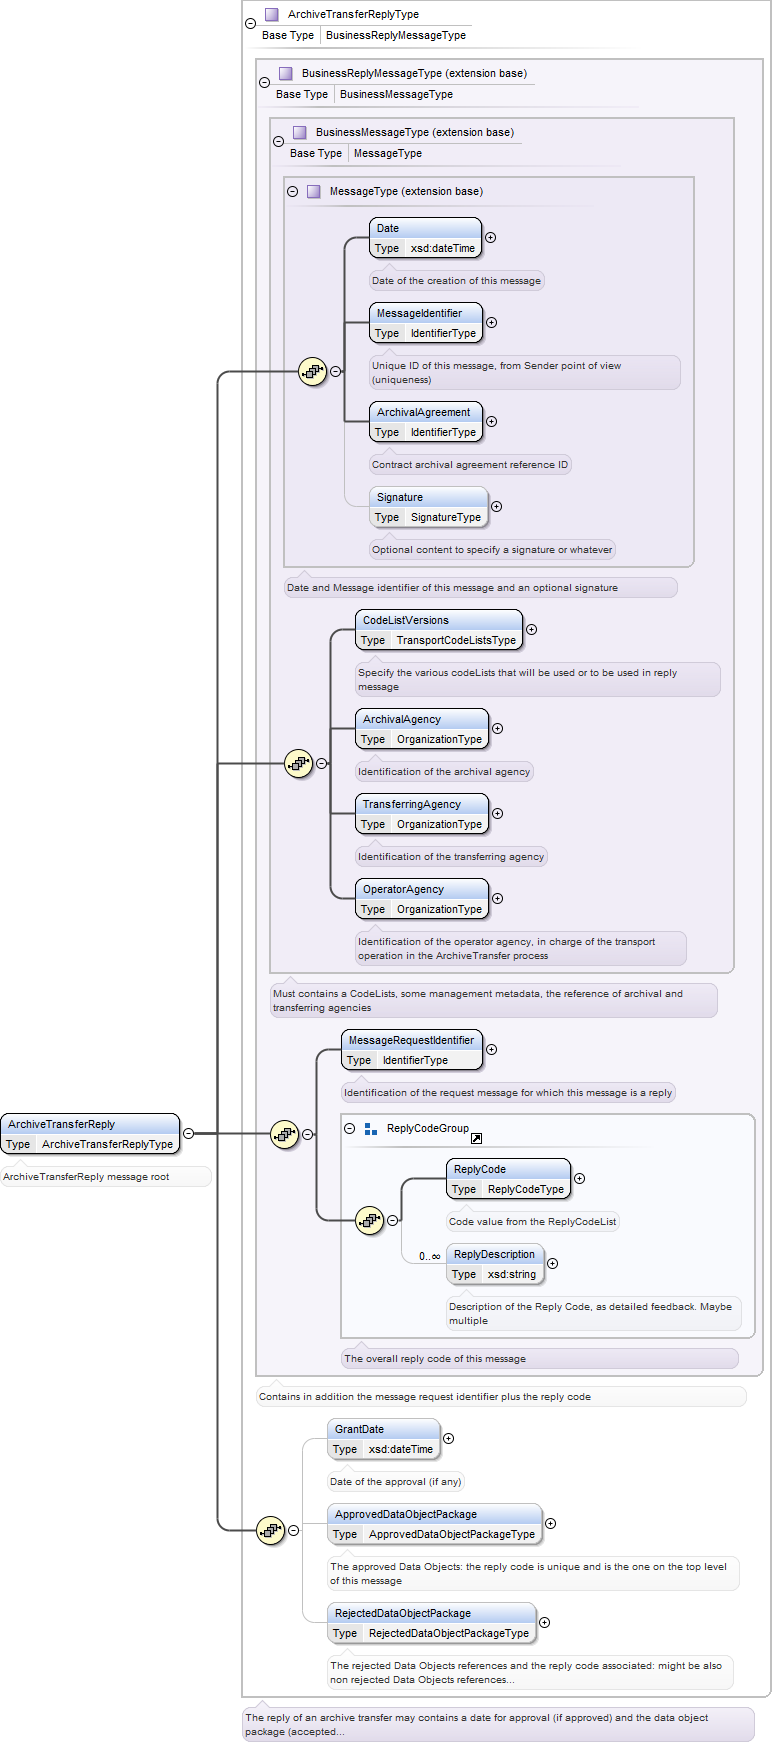 ArchiveTransferReplyType
Base Type BusinessReplyMessageType
BusinessReplyMessageType (extension base)
Base Type BusinessMessageType
BusinessMessageType (extension base)
Base Type MessageType
MessageType (extension base)
Date
Type xsd:dateTime
Date of the creation of this message
MessageIdentifier
Type IdentifierType
Unique ID of this message, from Sender point of view
(uniqueness)
ArchivalAgreement
Type IdentifierType
Contract archival agreement reference ID
Signature
Type SignatureType
Optional content to specify a signature or whatever
Date and Message identifier of this message and an optional signature
CodeListVersions
Type TransportCodeListsType
Specify the various codeLists that will be used or to be used in reply
message
ArchivalAgency
Type OrganizationType
Identification of the archival agency
TransferringAgency
Type OrganizationType
Identification of the transferring agency
OperatorAgency
Type OrganizationType
Identification of the operator agency, in charge of the transport
operation in the ArchiveTransfer process
Must contains a CodeLists, some management metadata, the reference of archival and
transferring agencies
MessageRequestIdentifier
Type IdentifierType
Identification of the request message for which this message is a reply
ArchiveTransferReply
Type ArchiveTransferReplyType
ArchiveTransferReply message root
ReplyCodeGroup
ReplyCode
Type ReplyCodeType
Code value from the ReplyCodeList
0..∞
ReplyDescription
Type xsd:string
Description of the Reply Code, as detailed feedback. Maybe
multiple
The overall reply code of this message
Contains in addition the message request identifier plus the reply code
GrantDate
Type xsd:dateTime
Date of the approval (if any)
ApprovedDataObjectPackage
Type ApprovedDataObjectPackageType
The approved Data Objects: the reply code is unique and is the one on the top level
of this message
RejectedDataObjectPackage
Type RejectedDataObjectPackageType
The rejected Data Objects references and the reply code associated: might be also
non rejected Data Objects references...
The reply of an archive transfer may contains a date for approval (if approved) and the data object
package (accepted...